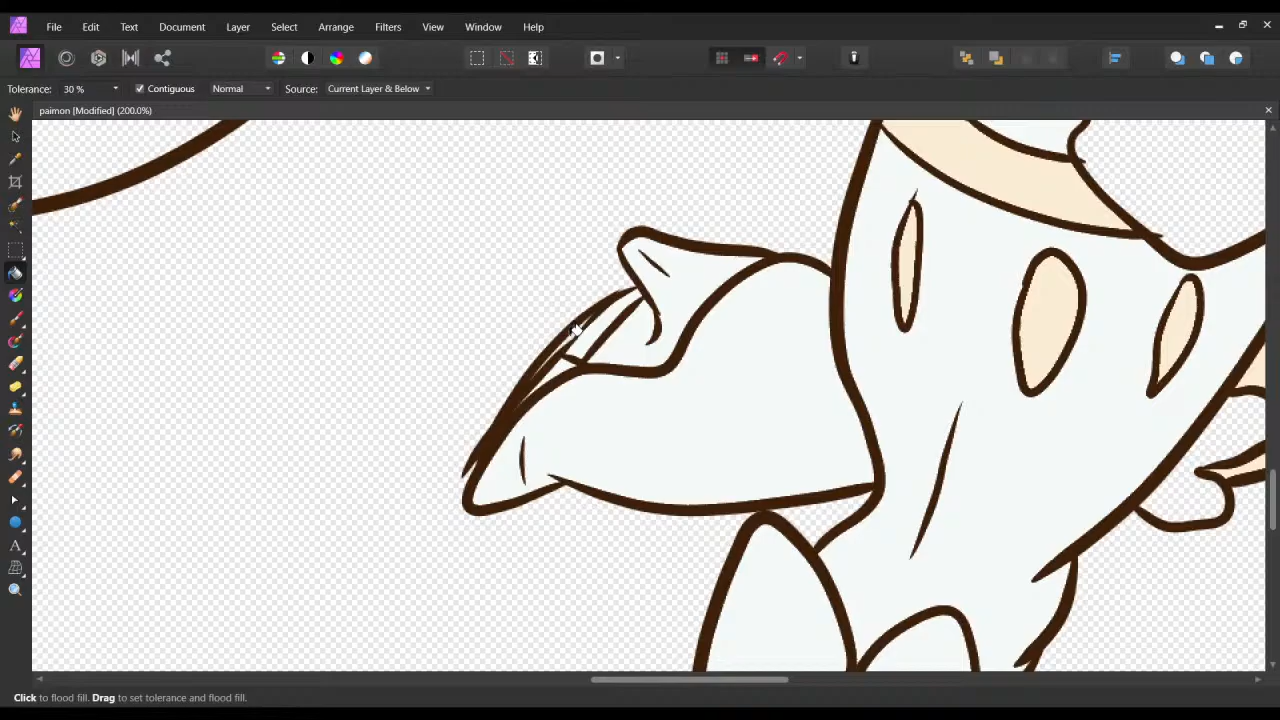 File Edit Text Document Layer Select Arrange Filters View Window Help
Tolerance: 30 % Contiguous Normal Source: Current Layer & Below
paimon [Modified] (200.0%)
Click to flood fill. Drag to set tolerance and flood fill.